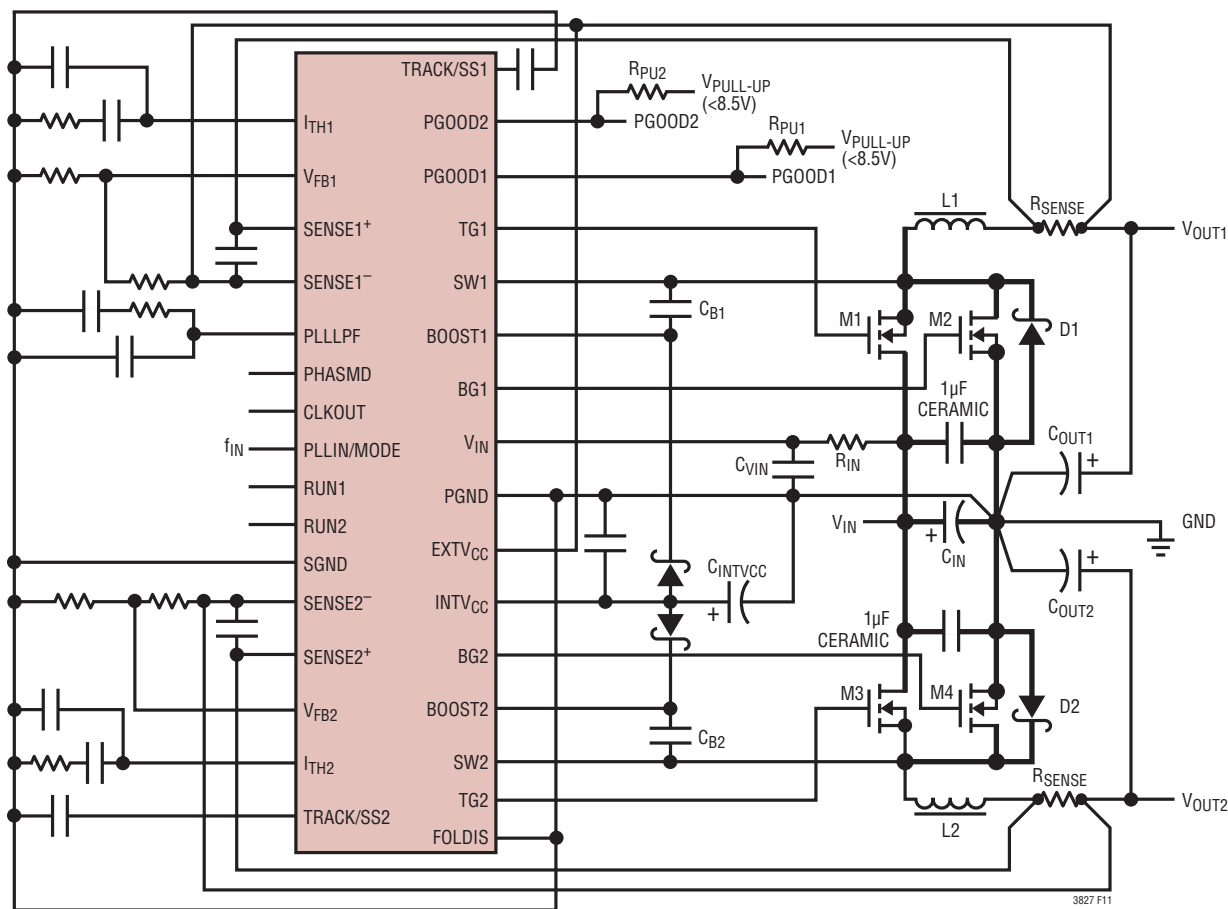 TRACK/SS1
RPU2
VPULL-UP
(<8.5V)
PGOOD2
PGOOD2
RPU1
VPULL-UP
(<8.5V)
PGOOD1
PGOOD1
ITH1
VFB1
SENSE1+
SENSE1–
PLLLPF
PHASMD
CLKOUT
fIN
PLLIN/MODE
RUN1
RUN2
SGND
SENSE2–
SENSE2+
VFB2
ITH2
TRACK/SS2
TG1
SW1
BOOST1
BG1
VIN
PGND
EXTVCC
INTVCC
BG2
BOOST2
SW2
TG2
FOLDIS
L1
RSENSE
VOUT1
CB1
M1
M2
D1
1µF
CERAMIC
CVIN
RIN
COUT1
+
VIN
+
CIN
GND
CINTVCC
+
+
COUT2
1µF
CERAMIC
M3
M4
D2
CB2
RSENSE
L2
VOUT2
3827 F11